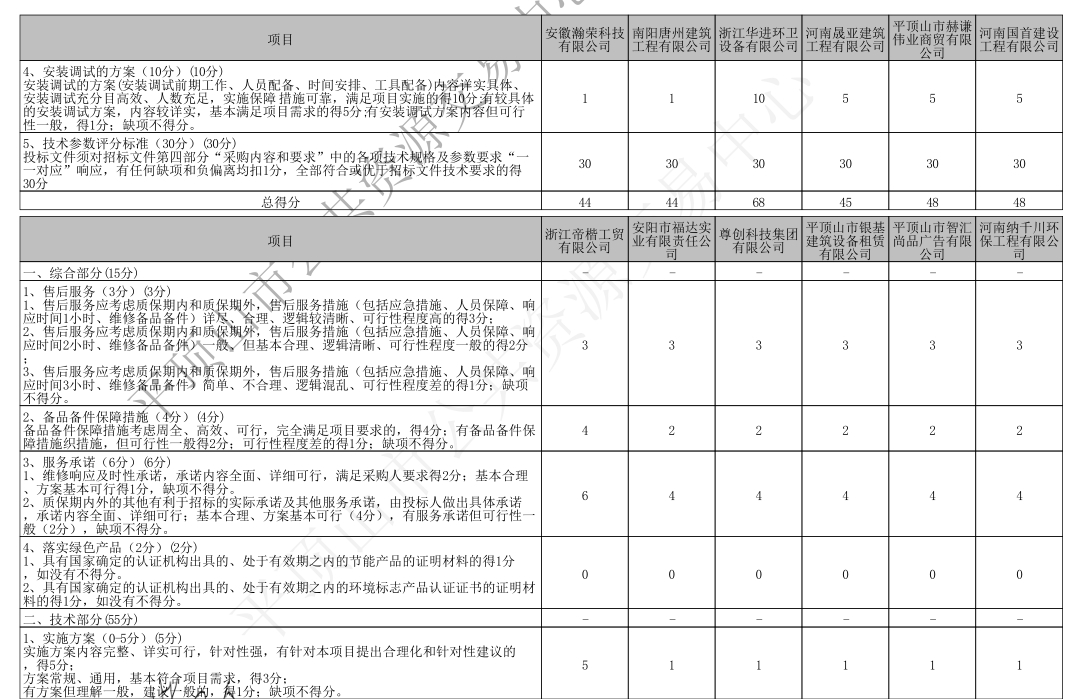 项目
安徽瀚荣科技
有限公司
南阳唐州建筑
工程有限公司
浙江华进环卫
设备有限公司
河南晟亚建筑
工程有限公司
平顶山市赫谦
伟业商贸有限
公司
河南国首建设
工程有限公司
4、安装调试的方案（10分）(10分)
安装调试的方案(安装调试前期工作、人员配备、时间安排、工具配备)内容详实具体、
安装调试充分目高效、人数充足，实施保障措施可靠，满足项目实施的得10分;有较具体
的安装调试方案，内容较详实，基本满足项目需求的得5分;有安装调试方案内容但可行
性一般，得1分；缺项不得分。
1 1 10 5 5 5
5、技术参数评分标准（30分）(30分)
投标文件须对招标文件第四部分“采购内容和要求”中的各项技术规格及参数要求“一
一对应”响应，有任何缺项和负偏离均扣1分，全部符合或优于招标文件技术要求的得
30分
30 30 30 30 30 30
总得分 44 44 68 45 48 48
项目
浙江帝楷工贸
有限公司
安阳市福达实
业有限责任公
司
尊创科技集团
有限公司
平顶山市银基
建筑设备租赁
有限公司
平顶山市智汇
尚品广告有限
公司
河南纳千川环
保工程有限公
司
一、综合部分(15分) - - - - - -
1、售后服务（3分）(3分)
1、售后服务应考虑质保期内和质保期外，售后服务措施（包括应急措施、人员保障、响
应时间1小时、维修备品备件）详尽、合理、逻辑较清晰、可行性程度高的得3分；
2、售后服务应考虑质保期内和质保期外，售后服务措施（包括应急措施、人员保障、响
应时间2小时、维修备品备件）一般、但基本合理、逻辑清晰、可行性程度一般的得2分
；
3、售后服务应考虑质保期内和质保期外，售后服务措施（包括应急措施、人员保障、响
应时间3小时、维修备品备件）简单、不合理、逻辑混乱、可行性程度差的得1分；缺项
不得分。
3 3 3 3 3 3
2、备品备件保障措施（4分）(4分)
备品备件保障措施考虑周全、高效、可行，完全满足项目要求的，得4分；有备品备件保
障措施织措施，但可行性一般得2分；可行性程度差的得1分；缺项不得分。
4 2 2 2 2 2
3、服务承诺（6分）(6分)
1、维修响应及时性承诺，承诺内容全面、详细可行，满足采购人要求得2分；基本合理
、方案基本可行得1分，缺项不得分。
2、质保期内外的其他有利于招标的实际承诺及其他服务承诺，由投标人做出具体承诺
，承诺内容全面、详细可行；基本合理、方案基本可行（4分），有服务承诺但可行性一
般（2分），缺项不得分。
6 4 4 4 4 4
4、落实绿色产品（2分）(2分)
1、具有国家确定的认证机构出具的、处于有效期之内的节能产品的证明材料的得1分
，如没有不得分。
2、具有国家确定的认证机构出具的、处于有效期之内的环境标志产品认证证书的证明材
料的得1分，如没有不得分。
0 0 0 0 0 0
二、技术部分(55分) - - - - - -
1、实施方案（0-5分）(5分)
实施方案内容完整、详实可行，针对性强，有针对本项目提出合理化和针对性建议的
，得5分；
方案常规、通用，基本符合项目需求，得3分；
有方案但理解一般，建议一般的，得1分；缺项不得分。
5 1 1 1 1 1
平顶山市公共资源交易中心
平顶山市公共资源交易中心